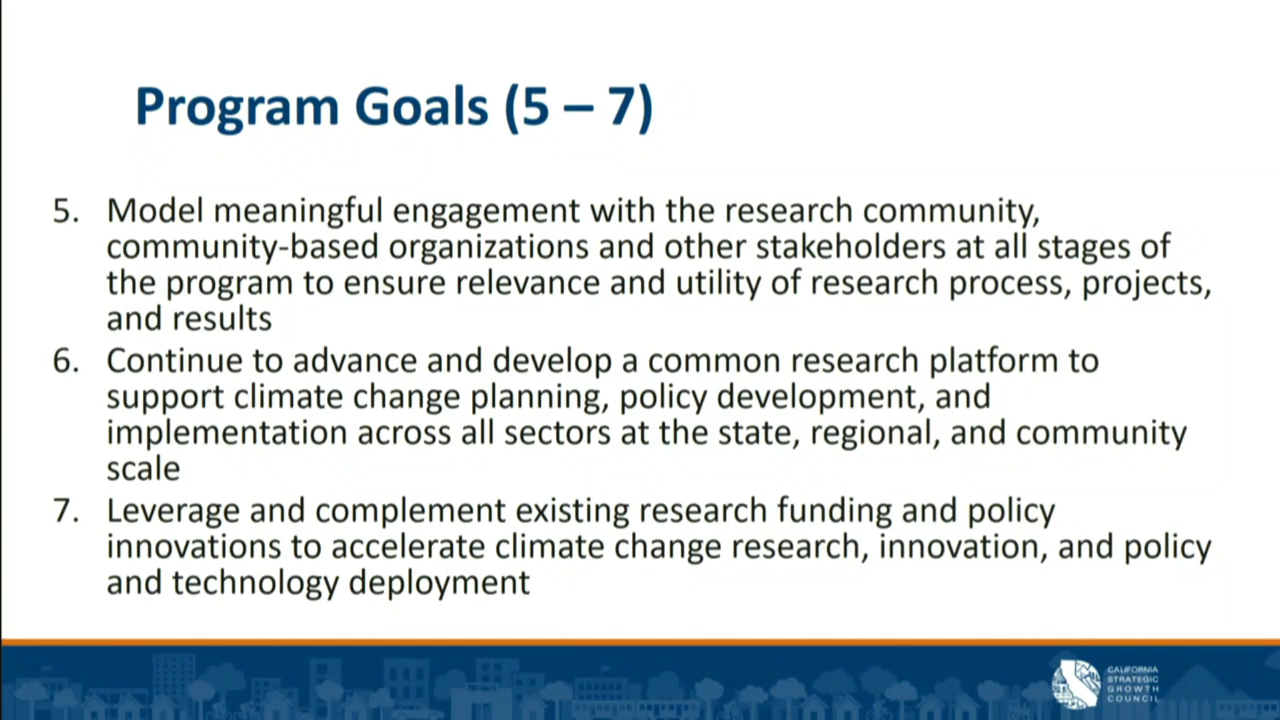 Program Goals (5 – 7)
5. Model meaningful engagement with the research community,
community-based organizations and other stakeholders at all stages of
the program to ensure relevance and utility of research process, projects,
and results
6. Continue to advance and develop a common research platform to
support climate change planning, policy development, and
implementation across all sectors at the state, regional, and community
scale
7. Leverage and complement existing research funding and policy
innovations to accelerate climate change research, innovation, and policy
and technology deployment
CALIFORNIA
STRATEGIC
GROWTH
COUNCIL